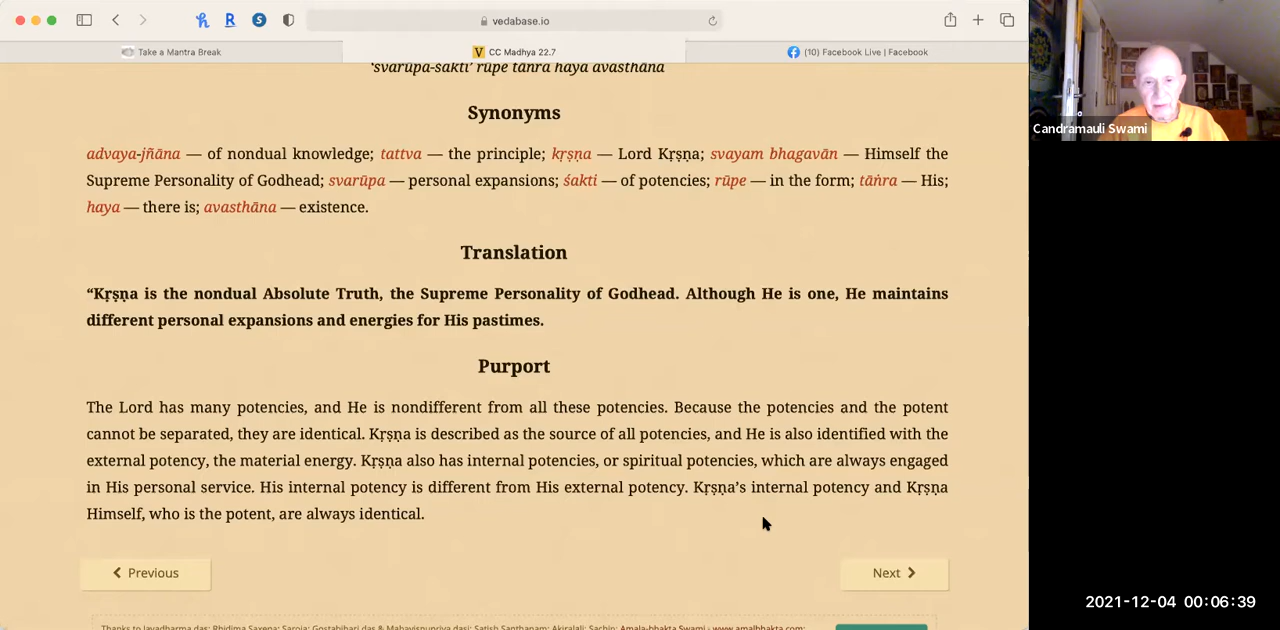 vedabase.io
Take a Mantra Break
CC Madhya 22.7
(10) Facebook Live | Facebook
‘svarūpa-śakti’ rūpe tāṅra haya avasthāna
Synonyms
advaya-jñāna — of nondual knowledge; tattva — the principle; kṛṣṇa — Lord Kṛṣṇa; svayam bhagavān — Himself the
Supreme Personality of Godhead; svarūpa — personal expansions; śakti — of potencies; rūpe — in the form; tāṅra — His;
haya — there is; avasthāna — existence.
Translation
“Kṛṣṇa is the nondual Absolute Truth, the Supreme Personality of Godhead. Although He is one, He maintains
different personal expansions and energies for His pastimes.
Purport
The Lord has many potencies, and He is nondifferent from all these potencies. Because the potencies and the potent
cannot be separated, they are identical. Kṛṣṇa is described as the source of all potencies, and He is also identified with the
external potency, the material energy. Kṛṣṇa also has internal potencies, or spiritual potencies, which are always engaged
in His personal service. His internal potency is different from His external potency. Kṛṣṇa’s internal potency and Kṛṣṇa
Himself, who is the potent, are always identical.
Previous
Next
Thanks to
Candramauli Swami
2021-12-04 00:06:39